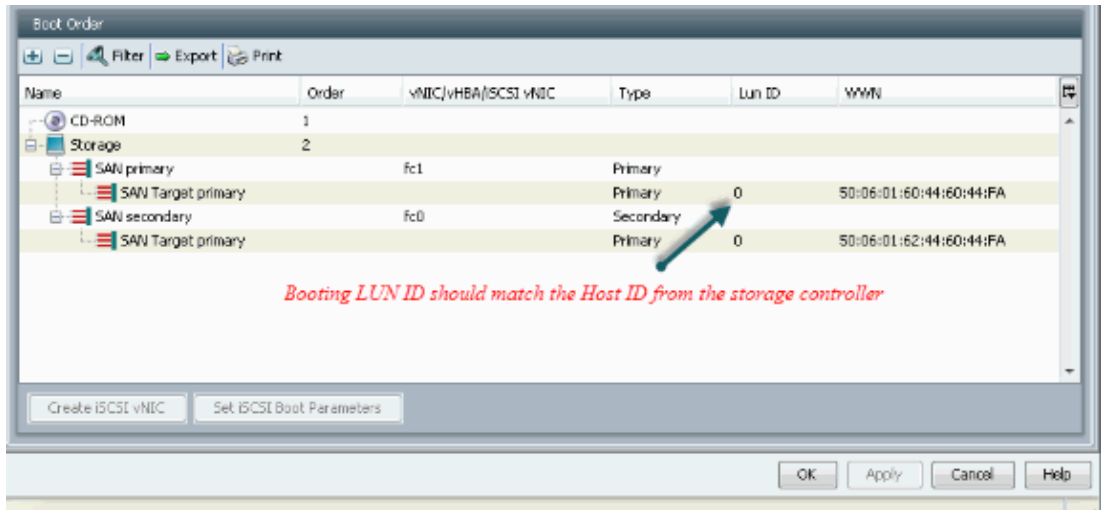 Boot Order
Filter Export Print
Name Order vNIC/vHBA/iSCSI vNIC Type Lun ID WWN
CD-ROM 1
Storage 2
SAN primary fc1 Primary
SAN Target primary Primary 0 50:06:01:60:44:60:44:FA
SAN secondary fc0 Secondary
SAN Target primary Primary 0 50:06:01:62:44:60:44:FA
Booting LUN ID should match the Host ID from the storage controller
Create iSCSI vNIC Set iSCSI Boot Parameters
OK Apply Cancel Help